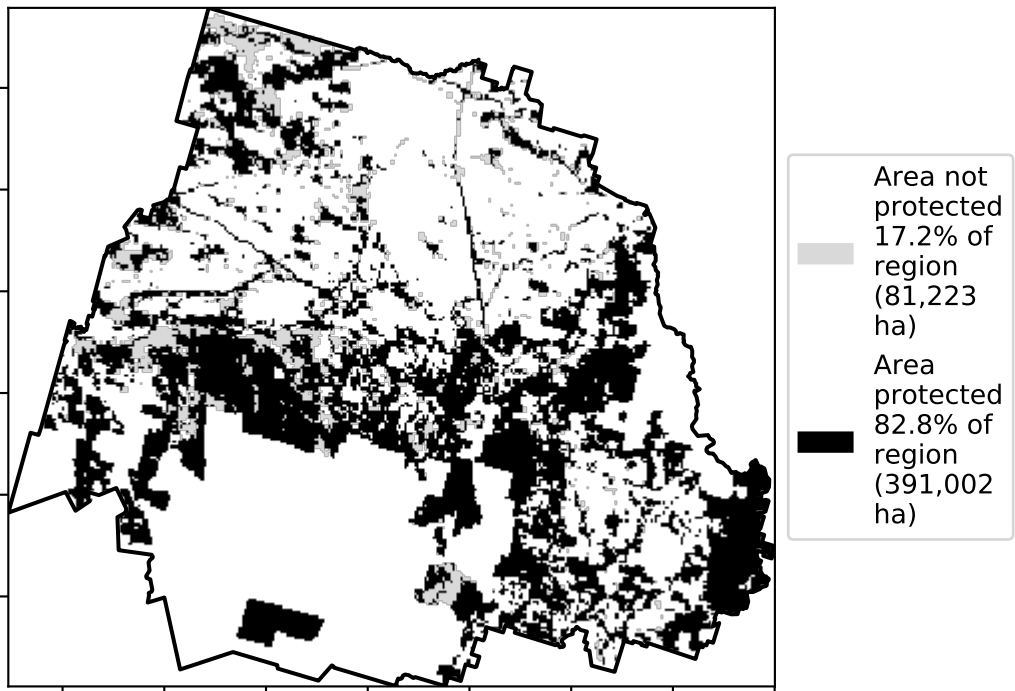 Area not
protected
17.2% of
region
(81,223
ha)
Area
protected
82.8% of
region
(391,002
ha)